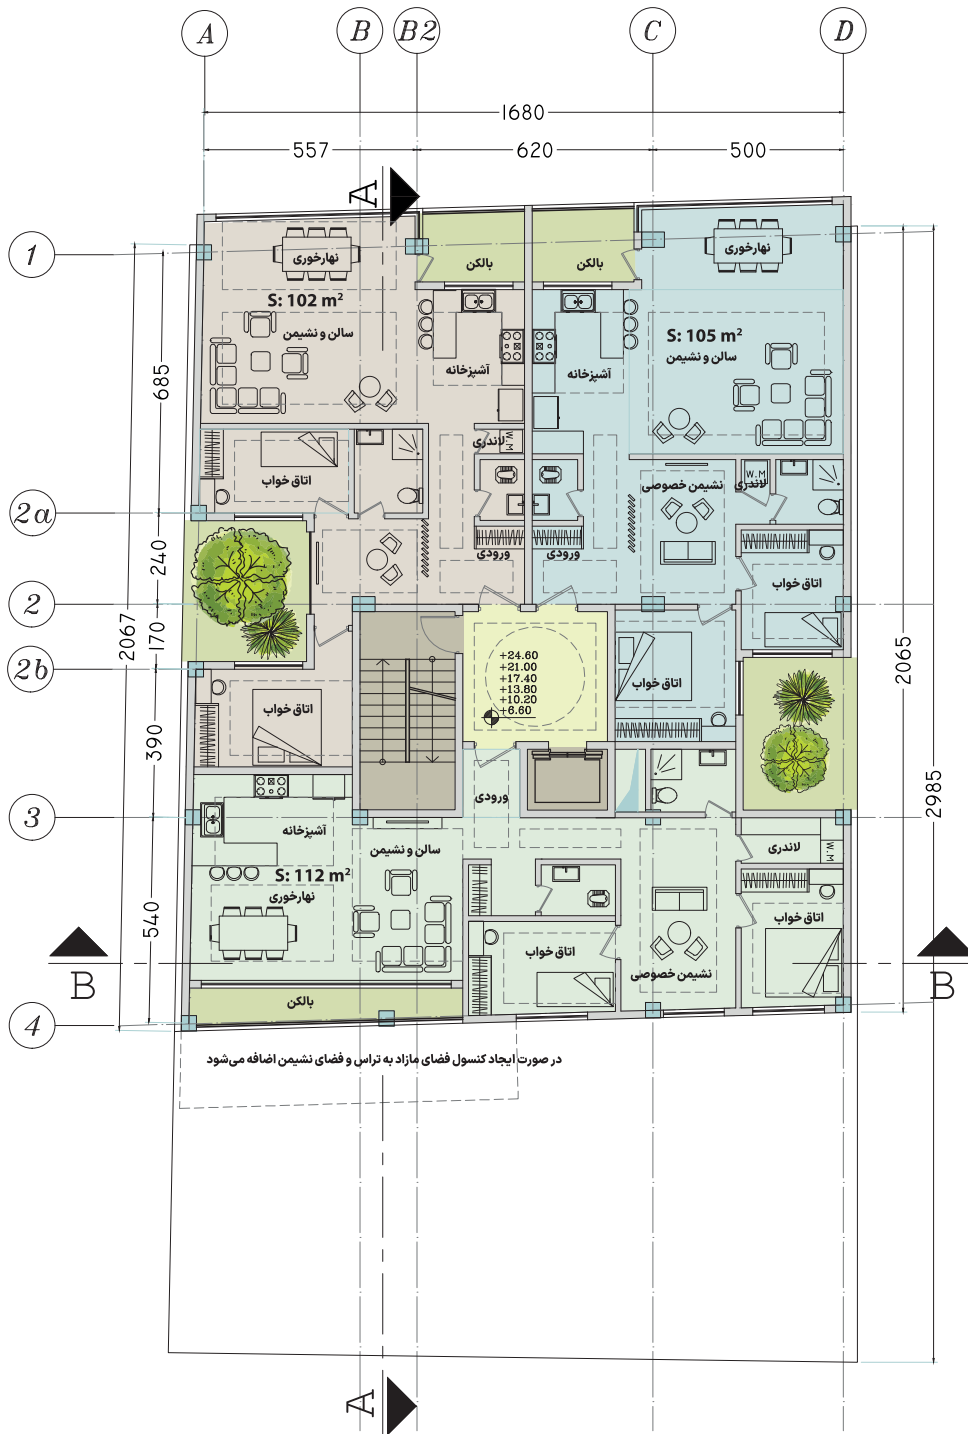 A B B2 C D
1680
557 620 500
A
1
نهارخوری
بالکن
بالکن
نهارخوری
S: 102 m²
سالن و نشیمن
S: 105 m²
سالن و نشیمن
آشپزخانه
آشپزخانه
685
لاندری
W.M
اتاق خواب
نشیمن خصوصی
W.M
لاندری
2a
240
ورودی
ورودی
اتاق خواب
2
170
2067
2065
+24.60
+21.00
+17.40
+13.80
+10.20
+6.60
2b
اتاق خواب
اتاق خواب
390
2985
ورودی
3
آشپزخانه
سالن و نشیمن
لاندری
W.M
S: 112 m²
نهارخوری
540
اتاق خواب
اتاق خواب
نشیمن خصوصی
B
B
بالکن
4
در صورت ایجاد کنسول فضای مازاد به تراس و فضای نشیمن اضافه می‌شود
A